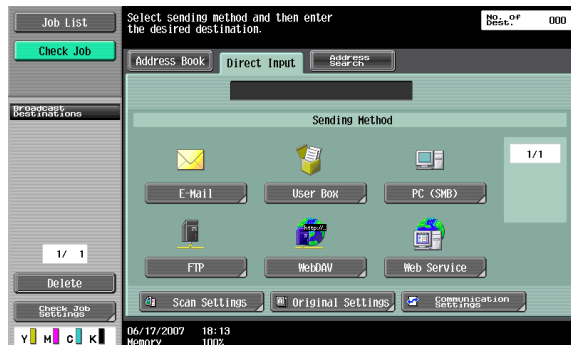 Job List
Select sending method and then enter
the desired destination.
No. of
Dest.
000
Check Job
Address Book
Direct Input
Address
Search
Broadcast
Destinations
Sending Method
1/1
E-Mail
User Box
PC (SMB)
http://.
1/ 1
FTP
WebDAV
Web Service
Delete
Check Job
Settings
Scan Settings
Original Settings
Communication
Settings
Y M C K
06/17/2007 18:13
Memory 100%